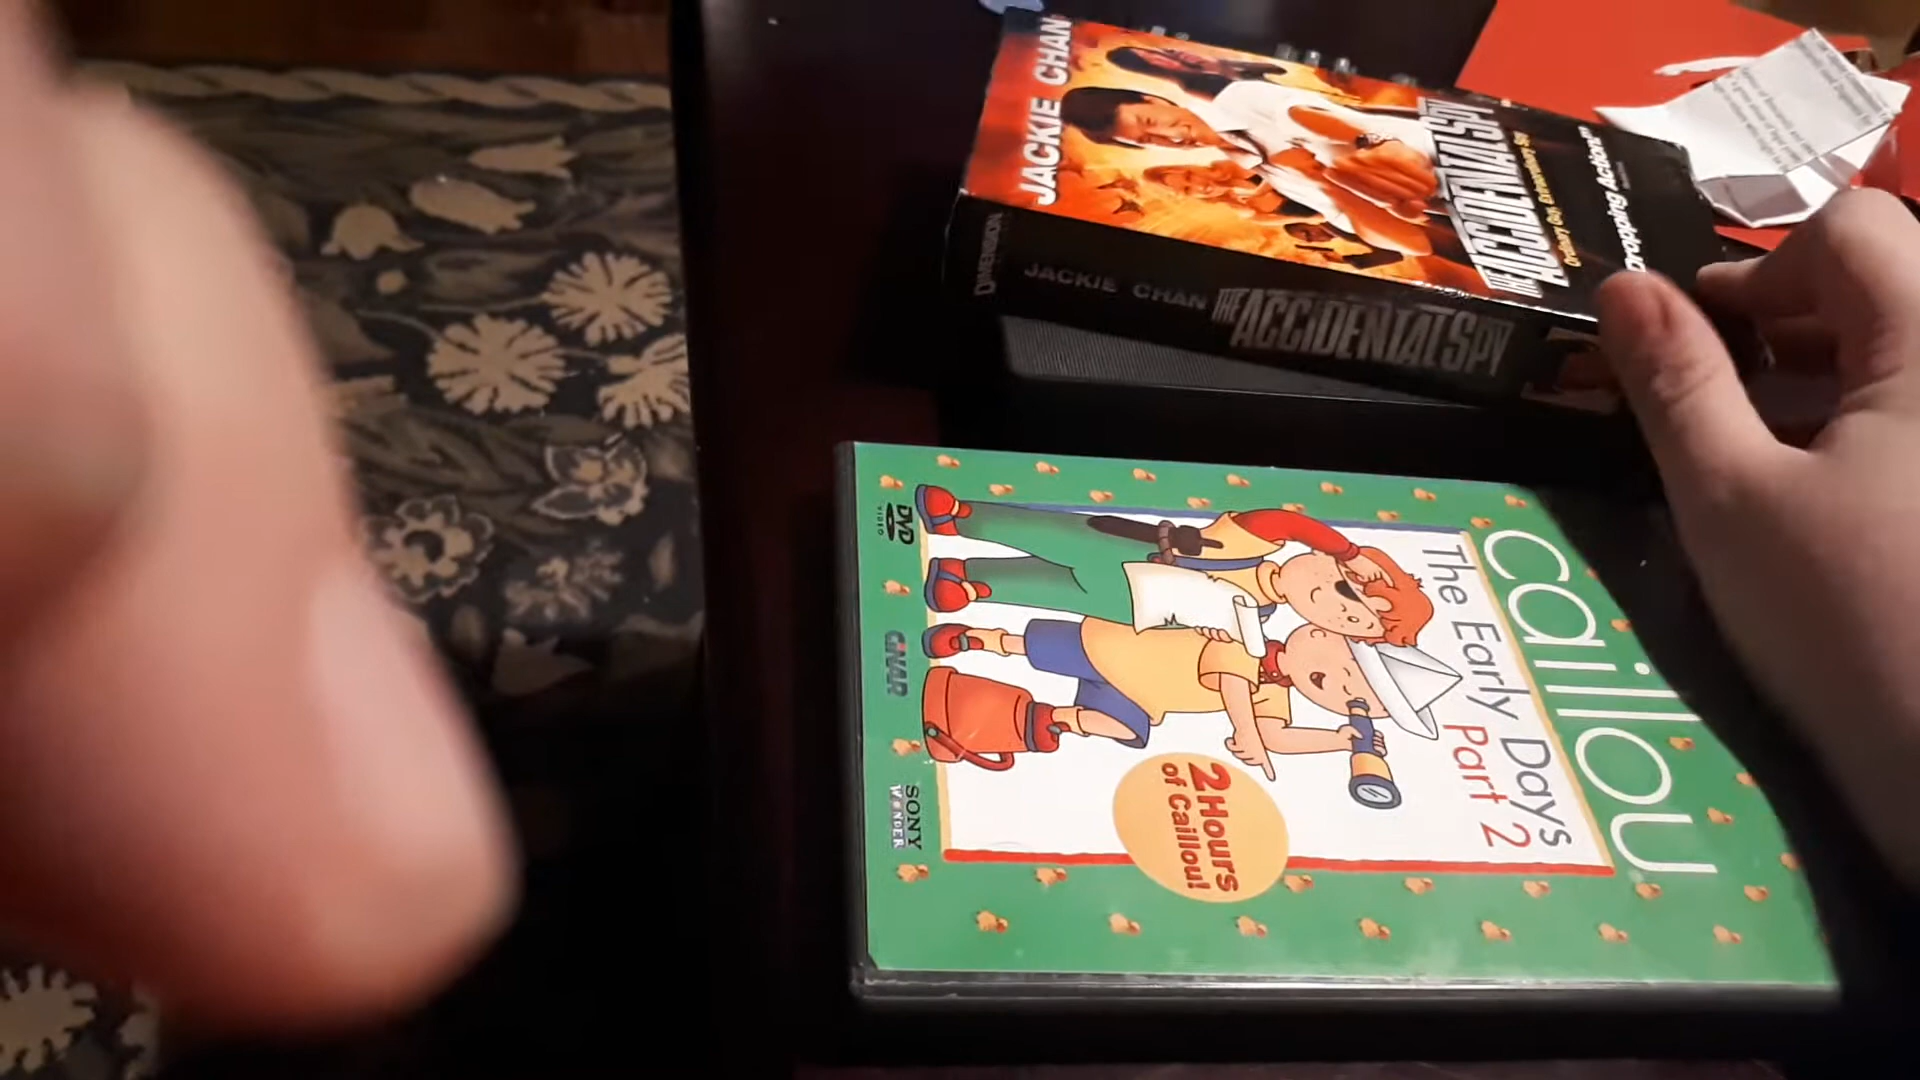 JACKIE CHAN
THE ACCIDENTAL SPY
Ordinary Guy. Extraordinary Spy.
Dropping Action!"
DIMENSION
JACKIE CHAN
THE ACCIDENTAL SPY
caillou
The Early Days
Part 2
2 Hours
of Caillou!
DVD
VIDEO
CINAR
SONY
WONDER